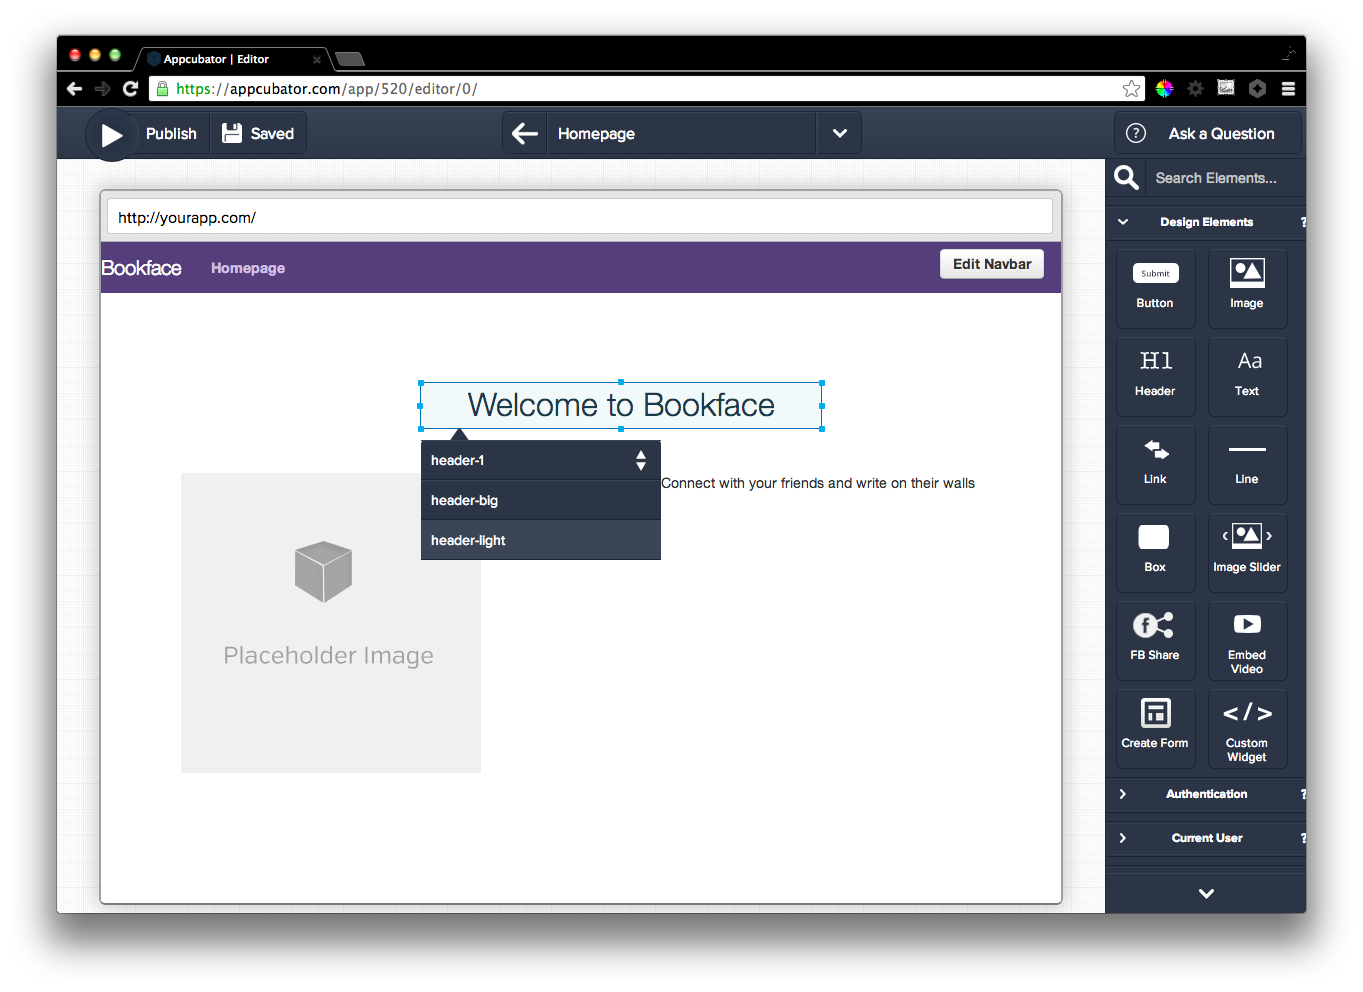 Appcubator | Editor
https://appcubator.com/app/520/editor/0/
Publish
Saved
Homepage
? Ask a Question
Search Elements...
http://yourapp.com/
Bookface
Homepage
Edit Navbar
Welcome to Bookface
header-1
header-big
header-light
Connect with your friends and write on their walls
Placeholder Image
Design Elements ?
Submit
Button
Image
H1
Header
Aa
Text
Link
Line
Box
Image Slider
f
FB Share
Embed
Video
Create Form
</>
Custom
Widget
Authentication ?
Current User ?